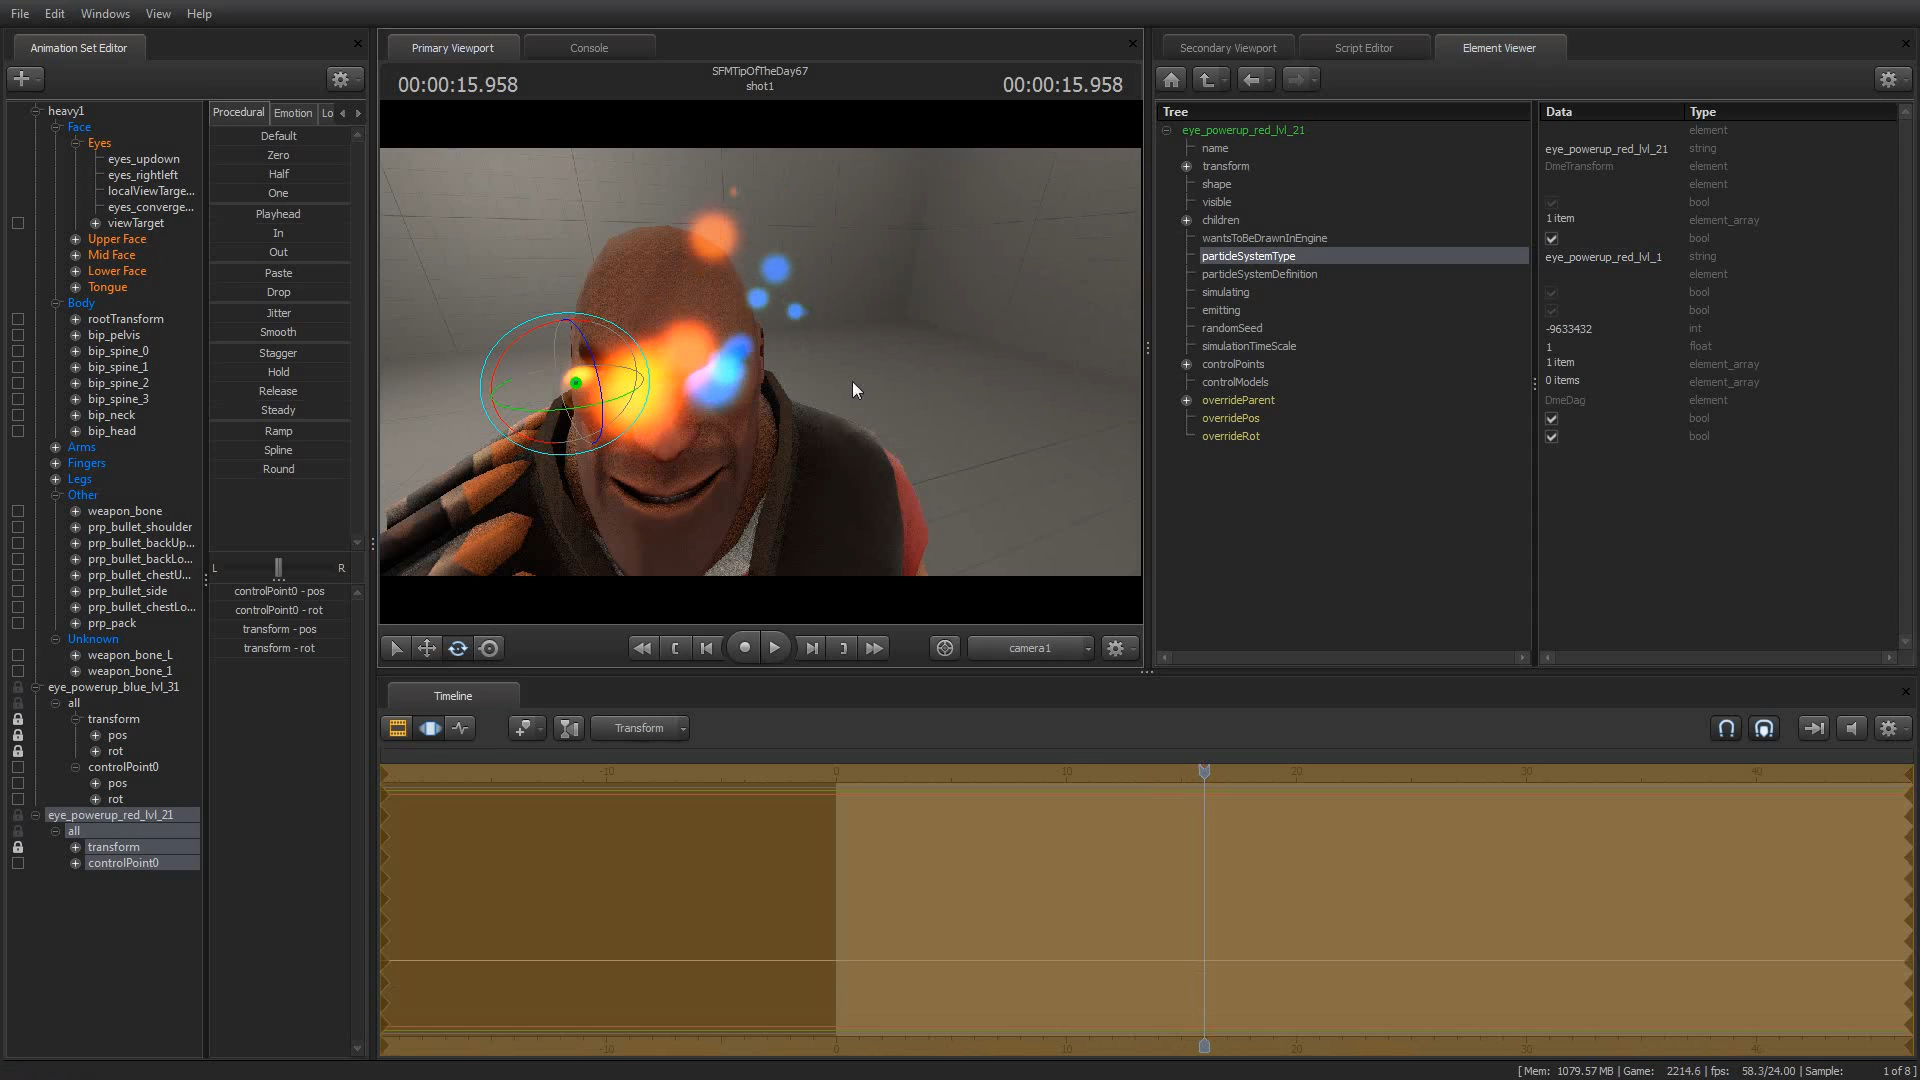 File Edit Windows View Help
Animation Set Editor
heavy1
Face
Eyes
eyes_updown
eyes_rightleft
localViewTarge...
eyes_converge...
viewTarget
Upper Face
Mid Face
Lower Face
Tongue
Body
rootTransform
bip_pelvis
bip_spine_0
bip_spine_1
bip_spine_2
bip_spine_3
bip_neck
bip_head
Arms
Fingers
Legs
Other
weapon_bone
prp_bullet_shoulder
prp_bullet_backUp...
prp_bullet_backLo...
prp_bullet_chestU...
prp_bullet_side
prp_bullet_chestLo...
prp_pack
Unknown
weapon_bone_L
weapon_bone_1
eye_powerup_blue_lvl_31
all
transform
pos
rot
controlPoint0
pos
rot
eye_powerup_red_lvl_21
all
transform
controlPoint0
Procedural Emotion Lo
Default
Zero
Half
One
Playhead
In
Out
Paste
Drop
Jitter
Smooth
Stagger
Hold
Release
Steady
Ramp
Spline
Round
L R
controlPoint0 - pos
controlPoint0 - rot
transform - pos
transform - rot
Primary Viewport Console
00:00:15.958 SFMTipOfTheDay67 00:00:15.958
shot1
camera1
Secondary Viewport Script Editor Element Viewer
Tree Data Type
eye_powerup_red_lvl_21 element
name eye_powerup_red_lvl_21 string
transform DmeTransform
shape element
visible bool
children 1 item element_array
wantsToBeDrawnInEngine bool
particleSystemType eye_powerup_red_lvl_1 string
particleSystemDefinition element
simulating bool
emitting bool
randomSeed -9633432 int
simulationTimeScale 1 float
controlPoints 1 item element_array
controlModels 0 items element_array
overrideParent DmeDag element
overridePos bool
overrideRot bool
Timeline
Transform
-10 0 10 20 30 40
-10 0 10 20 30 40
[ Mem: 1079.57 MB | Game: 2214.6 | fps: 58.3/24.00 | Sample: 1 of 8 ]